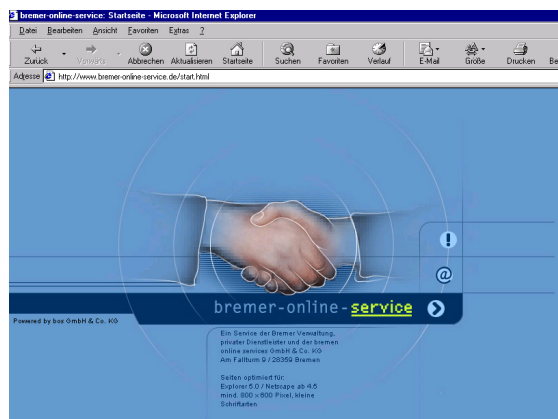 bremer-online-service: Startseite - Microsoft Internet Explorer
Datei Bearbeiten Ansicht Favoriten Extras ?
Zurück Vorwärts Abbrechen Aktualisieren Startseite Suchen Favoriten Verlauf E-Mail Größe Drucken Be
Adresse http://www.bremer-online-service.de/start.html
!
@
bremer-online-service
Powered by bos GmbH & Co. KG
Ein Service der Bremer Verwaltung,
privater Dienstleister und der bremen
online services GmbH & Co. KG
Am Fallturm 9 / 28359 Bremen
Seiten optimiert für:
Explorer 5.0 / Netscape ab 4.5
mind. 800 x 600 Pixel, kleine
Schriftarten